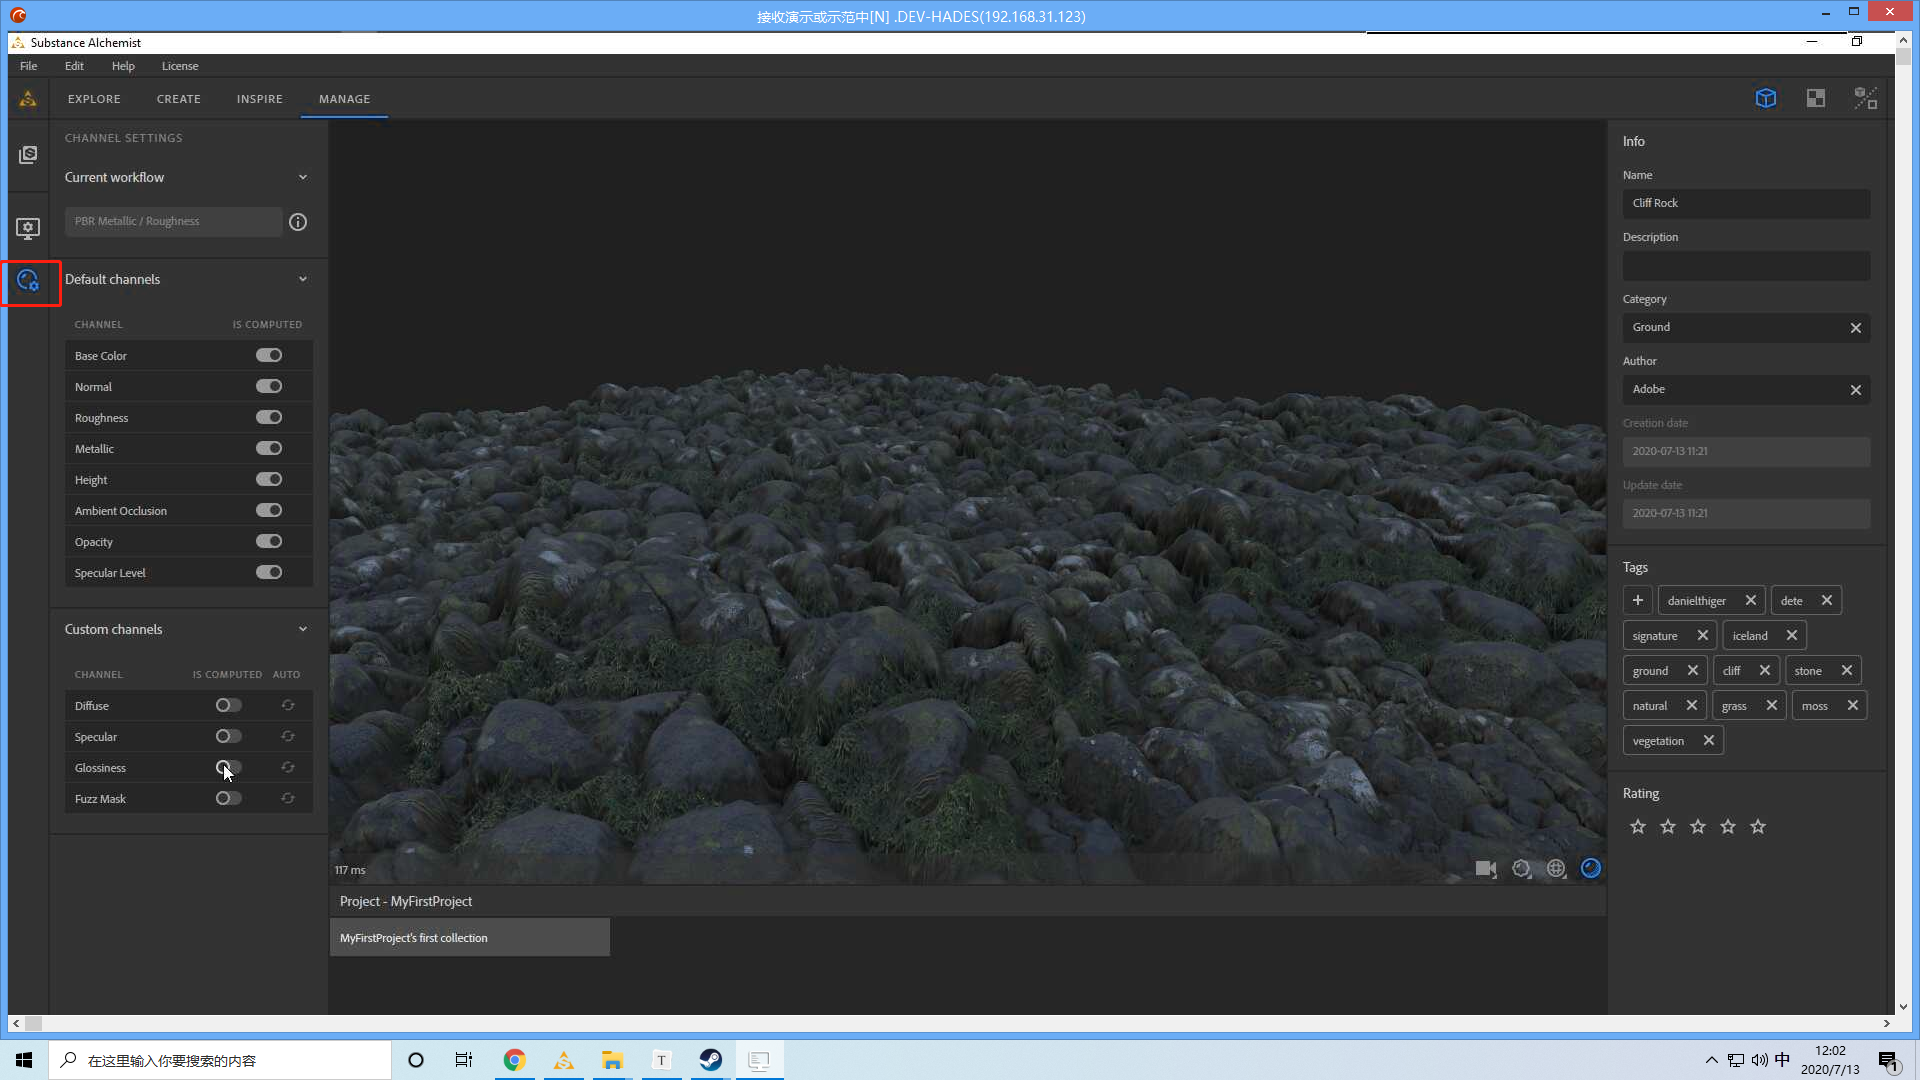 接收演示或示范中[N] .DEV-HADES(192.168.31.123)
Substance Alchemist
File Edit Help License
EXPLORE CREATE INSPIRE MANAGE
CHANNEL SETTINGS
Current workflow
PBR Metallic / Roughness
Default channels
CHANNEL IS COMPUTED
Base Color
Normal
Roughness
Metallic
Height
Ambient Occlusion
Opacity
Specular Level
Custom channels
CHANNEL IS COMPUTED AUTO
Diffuse
Specular
Glossiness
Fuzz Mask
117 ms
Project - MyFirstProject
MyFirstProject's first collection
Info
Name
Cliff Rock
Description
Category
Ground
Author
Adobe
Creation date
2020-07-13 11:21
Update date
2020-07-13 11:21
Tags
danielthiger dete
signature iceland
ground cliff stone
natural grass moss
vegetation
Rating
在这里输入你要搜索的内容
T
中
12:02
2020/7/13
1